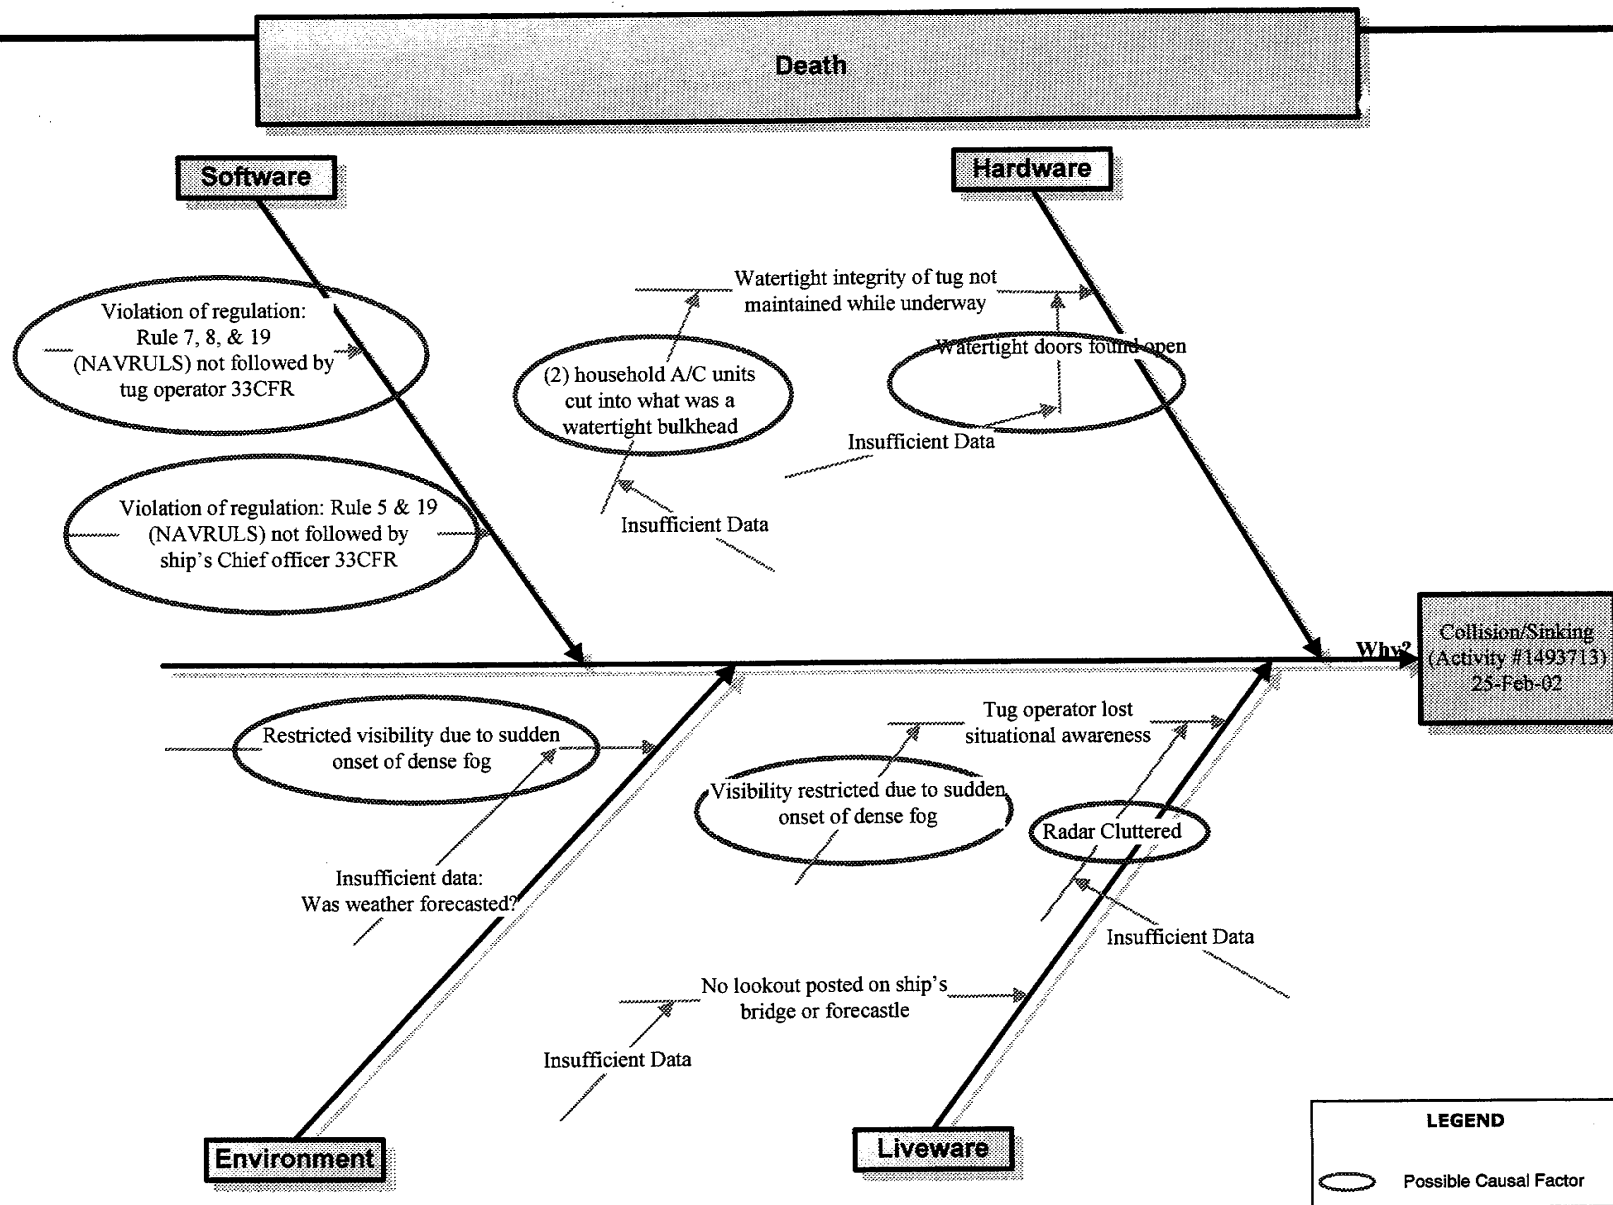 Death
Software
Hardware
Violation of regulation:
Rule 7, 8, & 19
(NAVRULS) not followed by
tug operator 33CFR
Watertight integrity of tug not
maintained while underway
Watertight doors found open
(2) household A/C units
cut into what was a
watertight bulkhead
Insufficient Data
Insufficient Data
Violation of regulation: Rule 5 & 19
(NAVRULS) not followed by
ship's Chief officer 33CFR
Why?
Collision/Sinking
(Activity #1493713)
25-Feb-02
Restricted visibility due to sudden
onset of dense fog
Tug operator lost
situational awareness
Visibility restricted due to sudden
onset of dense fog
Radar Cluttered
Insufficient data:
Was weather forecasted?
Insufficient Data
No lookout posted on ship's
bridge or forecastle
Insufficient Data
Environment
Liveware
LEGEND
Possible Causal Factor